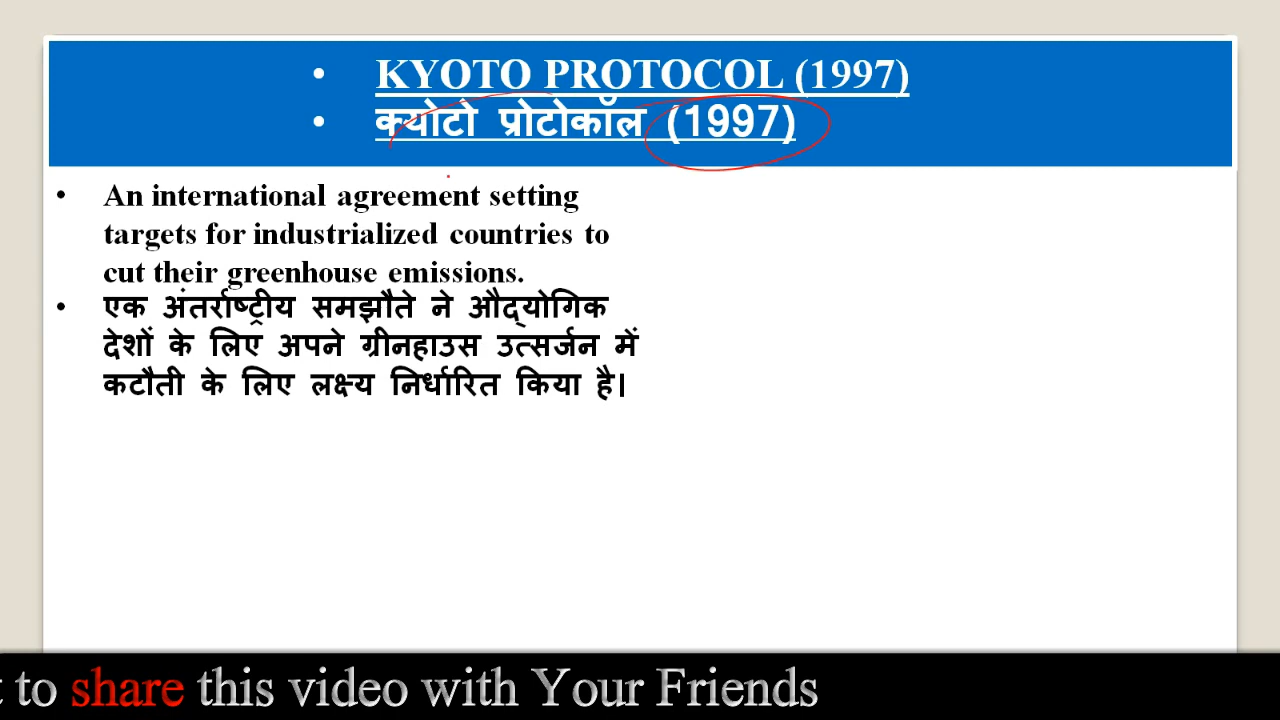 • KYOTO PROTOCOL (1997)
• क्योटो प्रोटोकॉल (1997)
• An international agreement setting
targets for industrialized countries to
cut their greenhouse emissions.
• एक अंतर्राष्ट्रीय समझौते ने औद्योगिक
देशों के लिए अपने ग्रीनहाउस उत्सर्जन में
कटौती के लिए लक्ष्य निर्धारित किया है।
to share this video with Your Friends